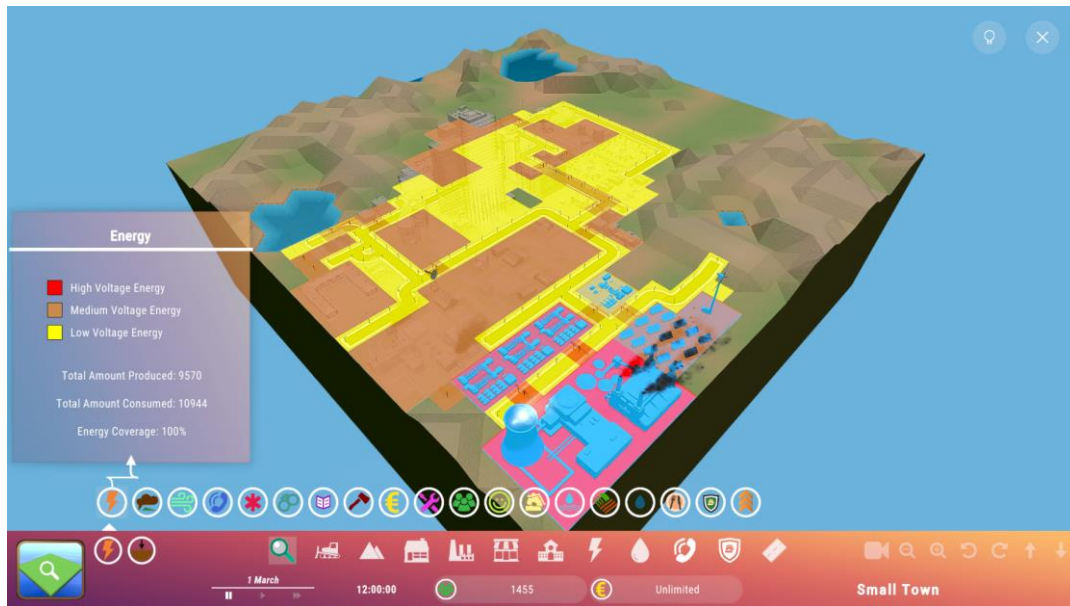 Energy
High Voltage Energy
Medium Voltage Energy
Low Voltage Energy
Total Amount Produced: 9570
Total Amount Consumed: 10944
Energy Coverage: 100%
1 March
12:00:00
1455
Unlimited
Small Town